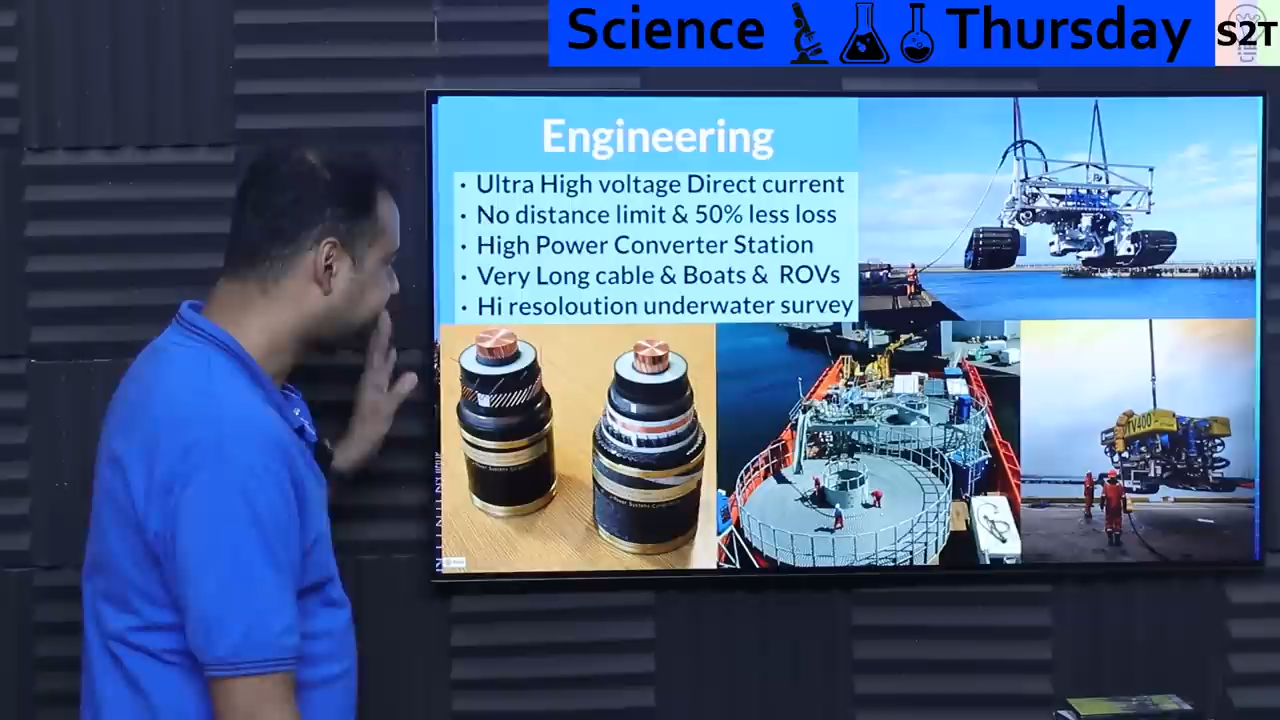 Science Thursday
S2T
Engineering
• Ultra High voltage Direct current
• No distance limit & 50% less loss
• High Power Converter Station
• Very Long cable & Boats & ROVs
• Hi resoloution underwater survey
TV400